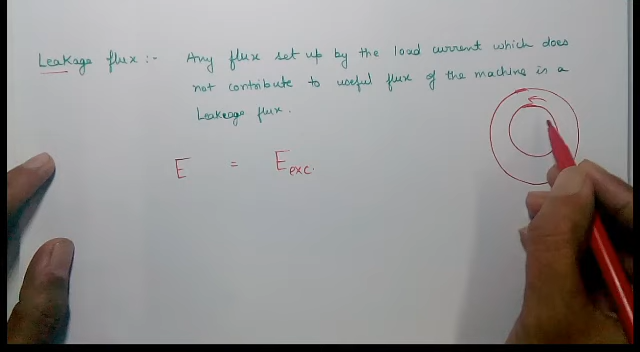 Leakage flux :- Any flux set up by the load current which does
not contribute to useful flux of the machine is a
Leakage flux.
E = Eexc.